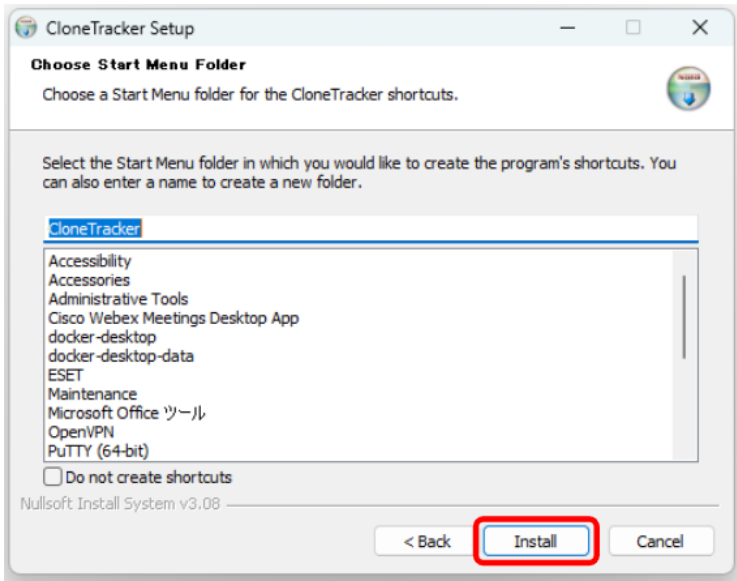 CloneTracker Setup
Choose Start Menu Folder
Choose a Start Menu folder for the CloneTracker shortcuts.
Select the Start Menu folder in which you would like to create the program's shortcuts. You
can also enter a name to create a new folder.
CloneTracker
Accessibility
Accessories
Administrative Tools
Cisco Webex Meetings Desktop App
docker-desktop
docker-desktop-data
ESET
Maintenance
Microsoft Office ツール
OpenVPN
PuTTY (64-bit)
Do not create shortcuts
Nullsoft Install System v3.08
< Back
Install
Cancel